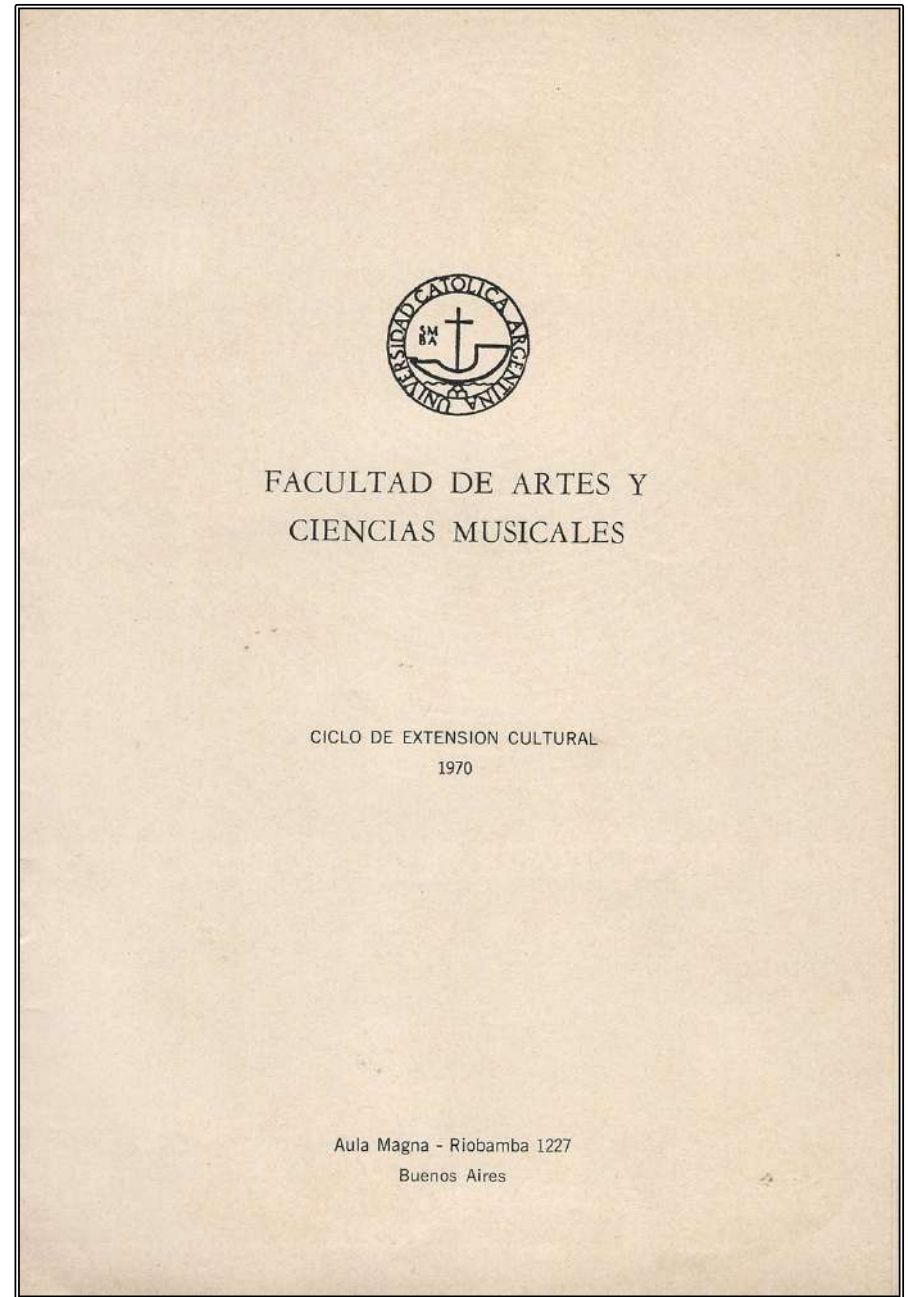 UNIVERSIDAD CATOLICA ARGENTINA
SM
BA
FACULTAD DE ARTES Y
CIENCIAS MUSICALES
CICLO DE EXTENSION CULTURAL
1970
Aula Magna - Riobamba 1227
Buenos Aires